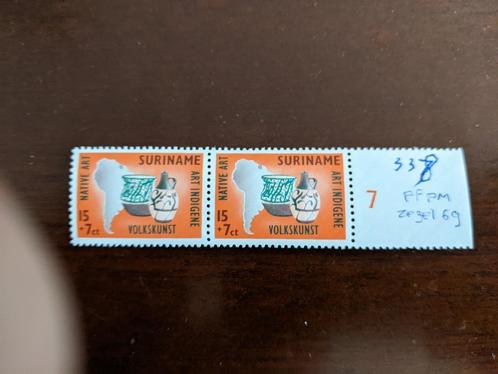 NATIVE ART
SURINAME
ART INDIGENE
15
+7ct
VOLKSKUNST
NATIVE ART
SURINAME
ART INDIGENE
15
+7ct
VOLKSKUNST
7
PFPM
zegel 69